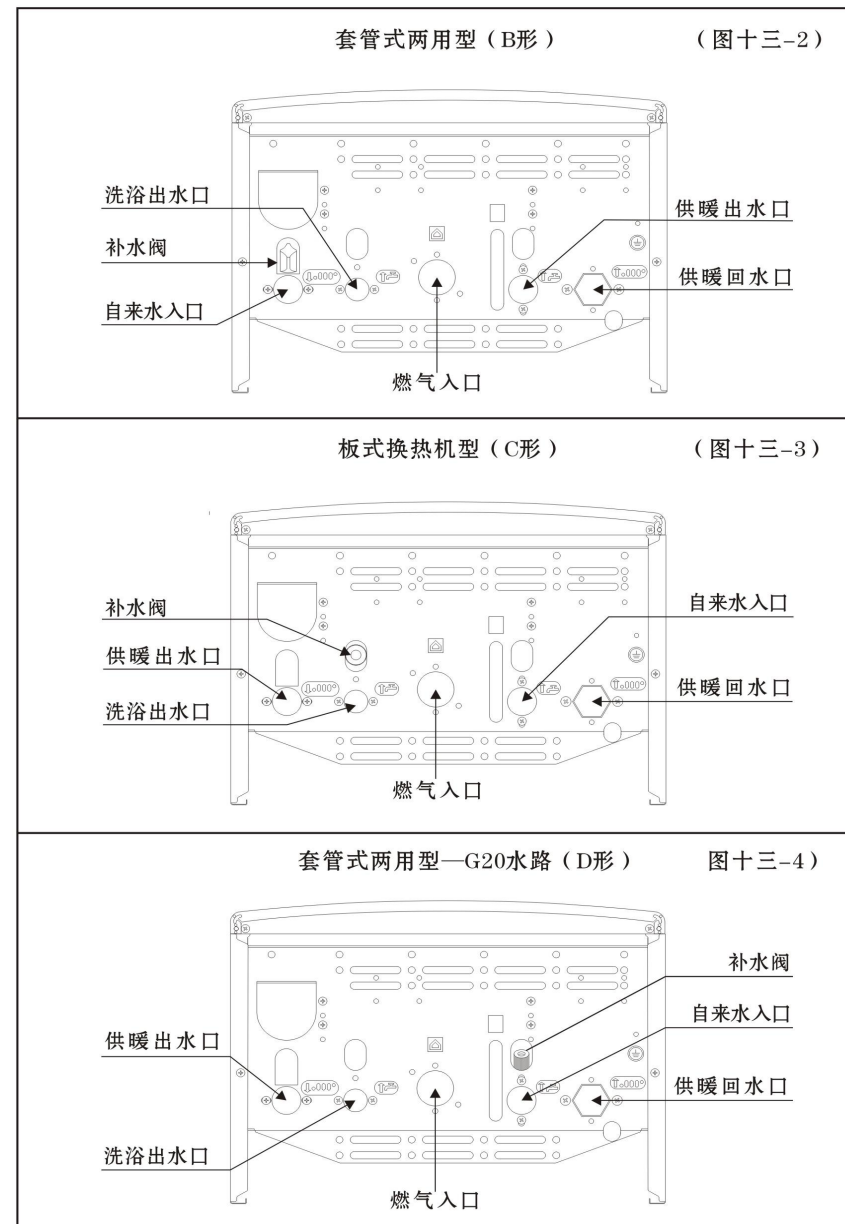 套管式两用型（B形） （图十三-2）
洗浴出水口
供暖出水口
补水阀
供暖回水口
自来水入口
燃气入口
板式换热机型（C形） （图十三-3）
补水阀
自来水入口
供暖出水口
供暖回水口
洗浴出水口
燃气入口
套管式两用型—G20水路（D形） 图十三-4）
补水阀
自来水入口
供暖出水口
供暖回水口
洗浴出水口
燃气入口